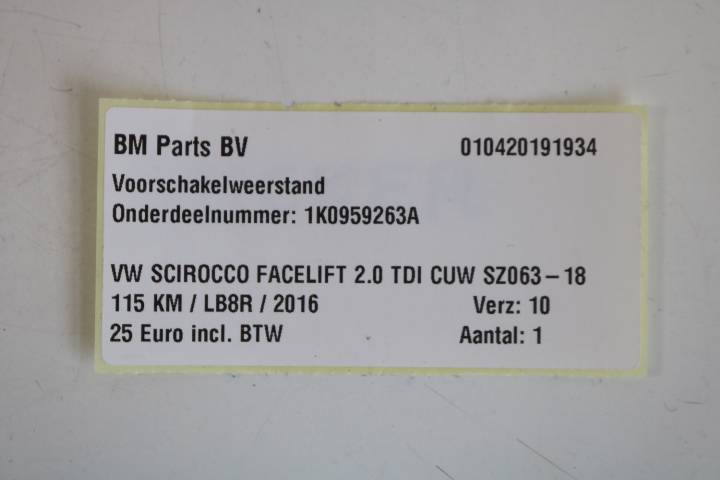 BM Parts BV 010420191934
Voorschakelweerstand
Onderdeelnummer: 1K0959263A
VW SCIROCCO FACELIFT 2.0 TDI CUW SZ063-18
115 KM / LB8R / 2016 Verz: 10
25 Euro incl. BTW Aantal: 1